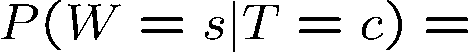 P(W = s|T = c) =